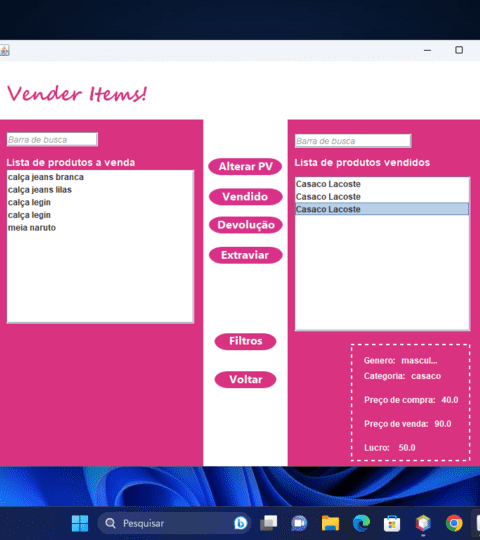 Vender Items!
Barra de busca
Lista de produtos a venda
calça jeans branca
calça jeans lilas
calça legin
calça legin
meia naruto
Alterar PV
Vendido
Devolução
Extraviar
Filtros
Voltar
Barra de busca
Lista de produtos vendidos
Casaco Lacoste
Casaco Lacoste
Casaco Lacoste
Genero: mascul...
Categoria: casaco
Preço de compra: 40.0
Preço de venda: 90.0
Lucro: 50.0
Pesquisar